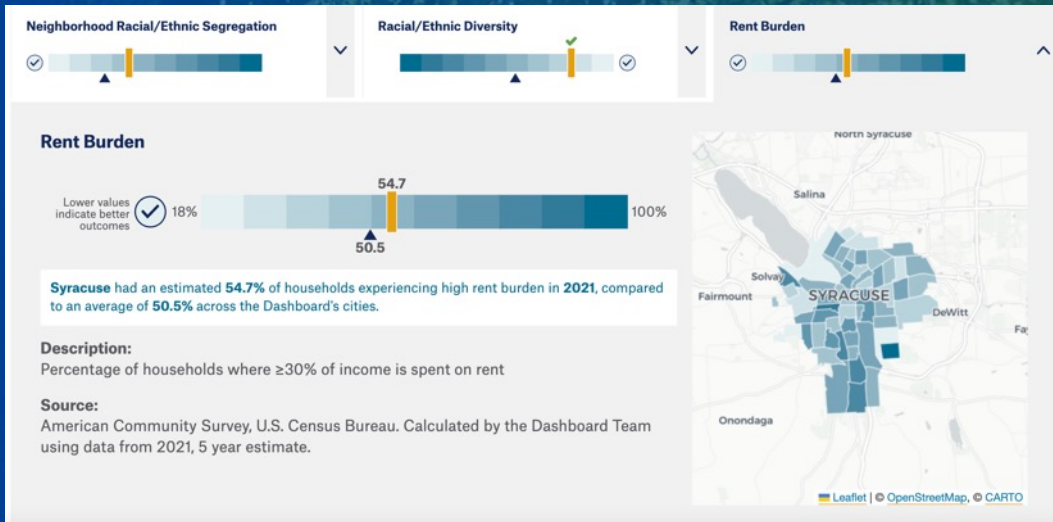 Neighborhood Racial/Ethnic Segregation
Racial/Ethnic Diversity
Rent Burden
Rent Burden
54.7
Lower values
indicate better
outcomes
18%
100%
50.5
Syracuse had an estimated 54.7% of households experiencing high rent burden in 2021, compared
to an average of 50.5% across the Dashboard's cities.
Description:
Percentage of households where ≥30% of income is spent on rent
Source:
American Community Survey, U.S. Census Bureau. Calculated by the Dashboard Team
using data from 2021, 5 year estimate.
North Syracuse
Salina
Solvay
Fairmount
SYRACUSE
DeWitt
Fa
Onondaga
Leaflet | © OpenStreetMap, © CARTO